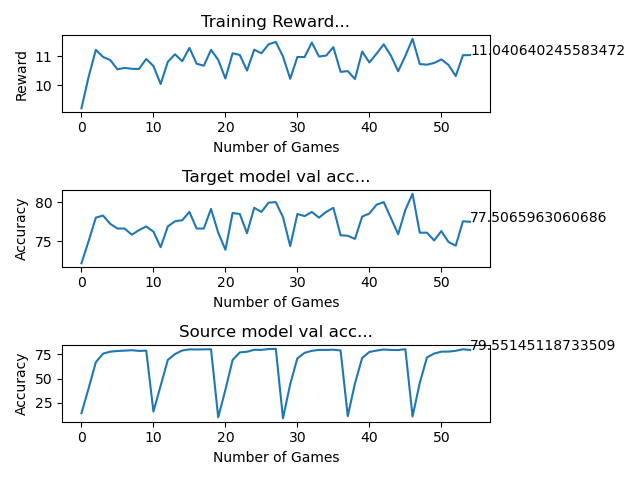 Training Reward...
11
10
Reward
11.040640245583472
0 10 20 30 40 50
Number of Games
Target model val acc...
80
75
Accuracy
77.5065963060686
0 10 20 30 40 50
Number of Games
Source model val acc...
75
50
25
Accuracy
79.55145118733509
0 10 20 30 40 50
Number of Games